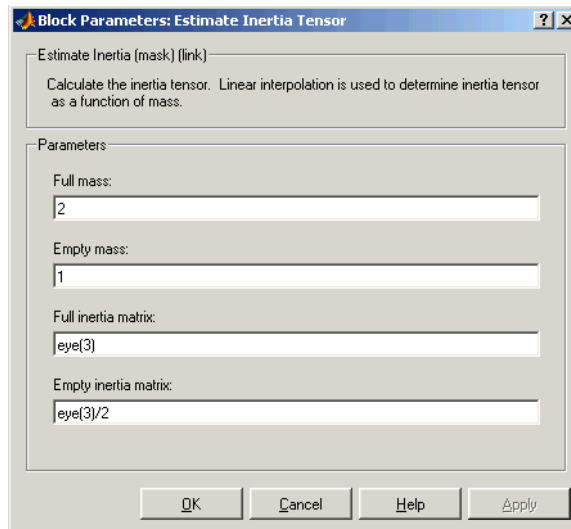 Block Parameters: Estimate Inertia Tensor
Estimate Inertia (mask) (link)
Calculate the inertia tensor. Linear interpolation is used to determine inertia tensor
as a function of mass.
Parameters
Full mass:
2
Empty mass:
1
Full inertia matrix:
eye(3)
Empty inertia matrix:
eye(3)/2
OK Cancel Help Apply